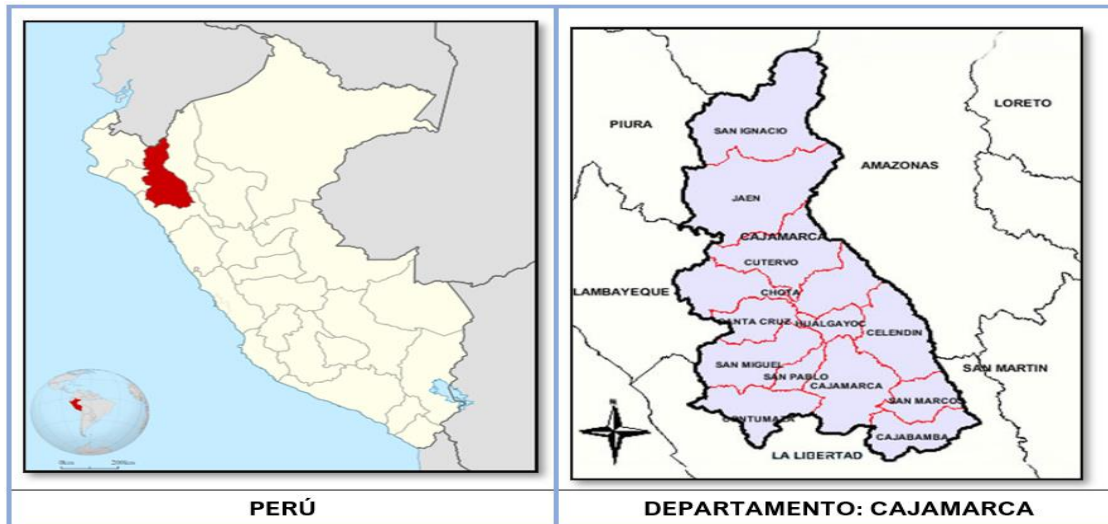 PIURA
LORETO
SAN IGNACIO
AMAZONAS
JAEN
CAJAMARCA
CUTERVO
LAMBAYEQUE
CHOTA
SANTA CRUZ
HUALGAYOC
CELENDIN
SAN MIGUEL
SAN MARTIN
SAN PABLO
CAJAMARCA
SAN MARCOS
N
CONTUMAZA
CAJABAMBA
LA LIBERTAD
PERÚ
DEPARTAMENTO: CAJAMARCA